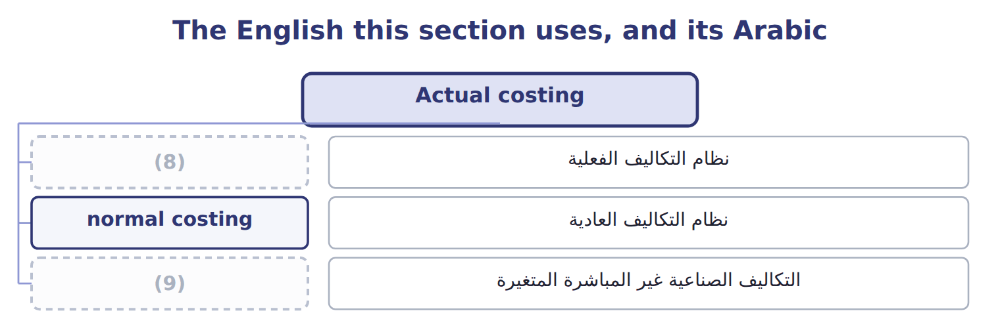 The English this section uses, and its Arabic
Actual costing
(8)
نظام التكاليف الفعلية
normal costing
نظام التكاليف العادية
(9)
التكاليف الصناعية غير المباشرة المتغيرة